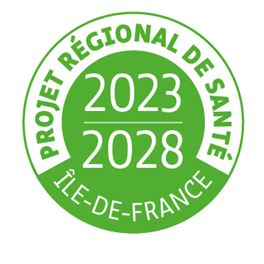 PROJET RÉGIONAL DE SANTÉ
2023
2028
ÎLE-DE-FRANCE